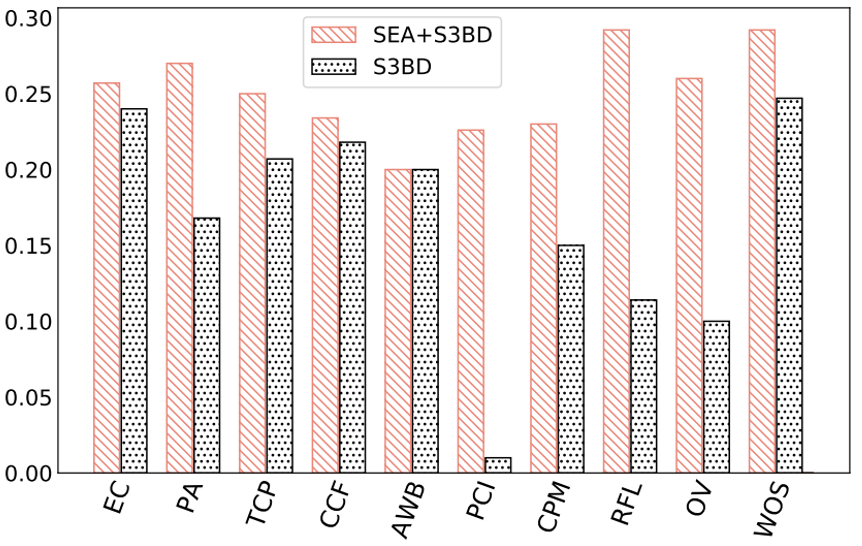 0.30
0.25
0.20
0.15
0.10
0.05
0.00
SEA+S3BD
S3BD
EC
PA
TCP
CCF
AWB
PCI
CPM
RFL
OV
WOS